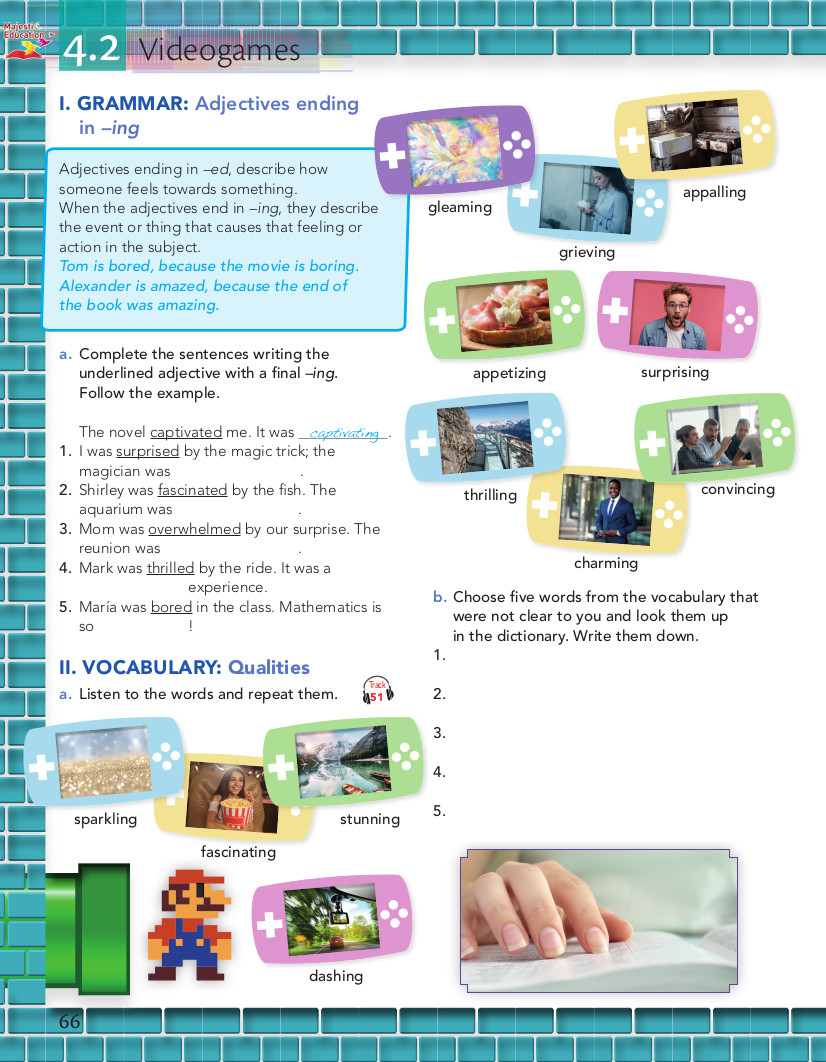 Majestic
Education
4.2 Videogames
I. GRAMMAR: Adjectives ending
in –ing
Adjectives ending in –ed, describe how
someone feels towards something.
When the adjectives end in –ing, they describe
the event or thing that causes that feeling or
action in the subject.
Tom is bored, because the movie is boring.
Alexander is amazed, because the end of
the book was amazing.
a. Complete the sentences writing the
underlined adjective with a final –ing.
Follow the example.
The novel captivated me. It was captivating.
1. I was surprised by the magic trick; the
magician was .
2. Shirley was fascinated by the fish. The
aquarium was .
3. Mom was overwhelmed by our surprise. The
reunion was .
4. Mark was thrilled by the ride. It was a
experience.
5. María was bored in the class. Mathematics is
so !
II. VOCABULARY: Qualities
a. Listen to the words and repeat them.
Track
51
sparkling
fascinating
stunning
dashing
gleaming
grieving
appalling
appetizing
surprising
thrilling
charming
convincing
b. Choose five words from the vocabulary that
were not clear to you and look them up
in the dictionary. Write them down.
1.
2.
3.
4.
5.
66